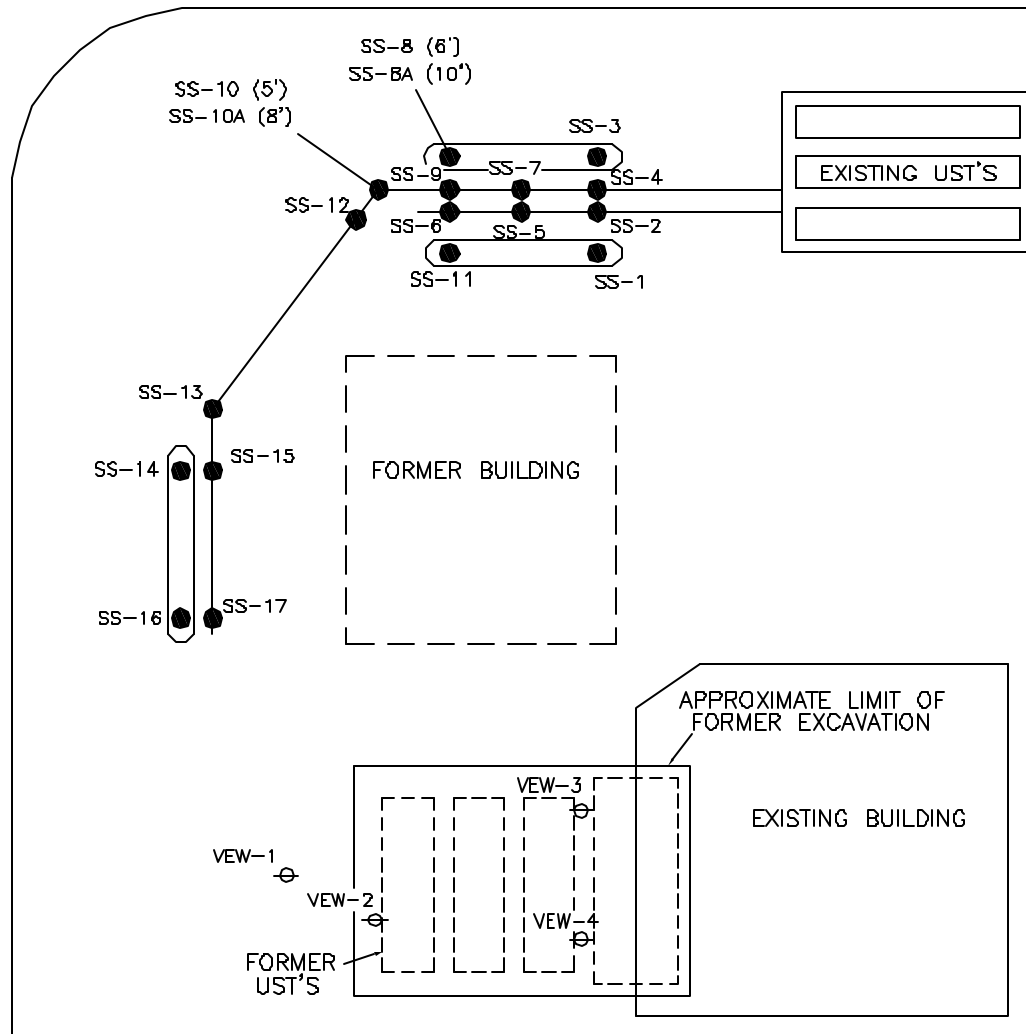 SS-8 (6')
SS-8A (10')
SS-10 (5')
SS-10A (8')
SS-3
SS-9
SS-7
SS-4
EXISTING UST'S
SS-12
SS-6
SS-5
SS-2
SS-11
SS-1
SS-13
SS-14
SS-15
FORMER BUILDING
SS-16
SS-17
APPROXIMATE LIMIT OF
FORMER EXCAVATION
VEW-3
EXISTING BUILDING
VEW-1
VEW-2
VEW-4
FORMER
UST'S